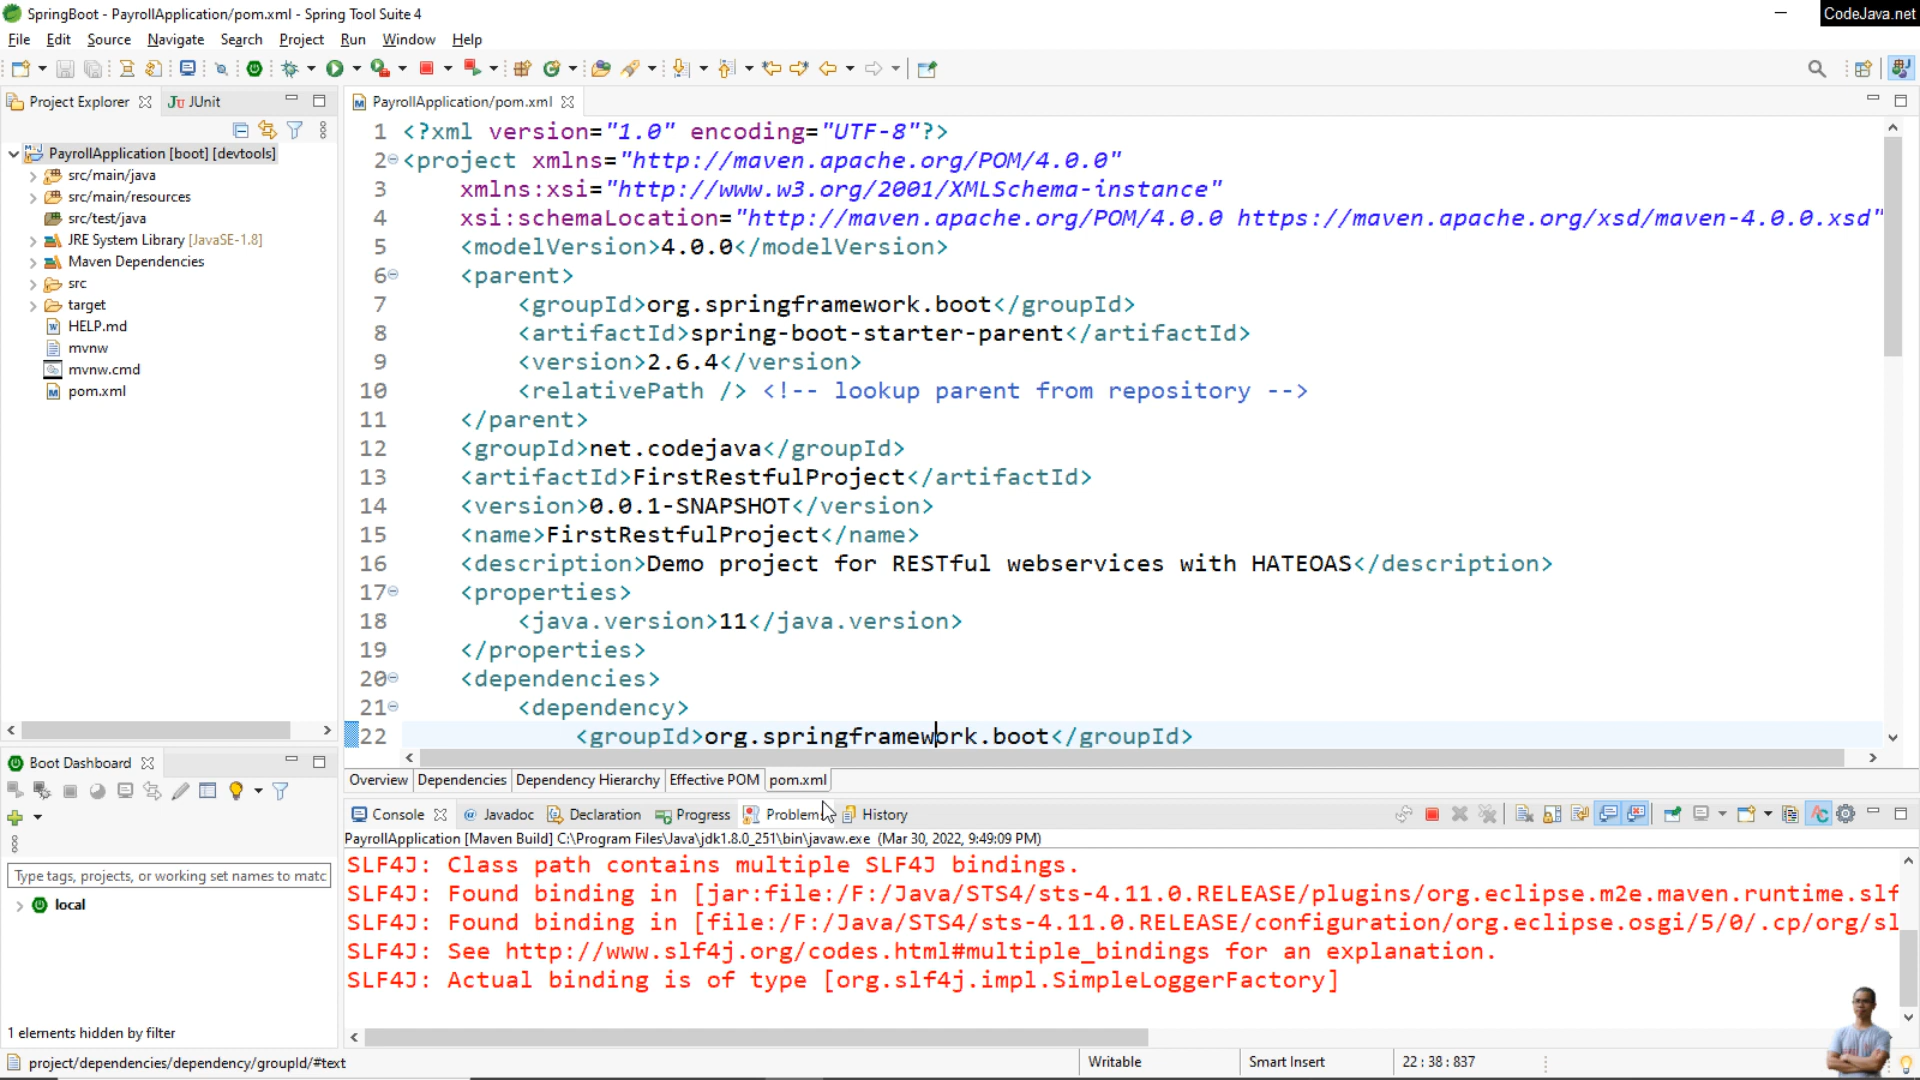 SpringBoot - PayrollApplication/pom.xml - Spring Tool Suite 4
CodeJava.net
File Edit Source Navigate Search Project Run Window Help
Project Explorer
JUnit
PayrollApplication [boot] [devtools]
src/main/java
src/main/resources
src/test/java
JRE System Library [JavaSE-1.8]
Maven Dependencies
src
target
HELP.md
mvnw
mvnw.cmd
pom.xml
PayrollApplication/pom.xml
1 <?xml version="1.0" encoding="UTF-8"?>
2 <project xmlns="http://maven.apache.org/POM/4.0.0"
3 xmlns:xsi="http://www.w3.org/2001/XMLSchema-instance"
4 xsi:schemaLocation="http://maven.apache.org/POM/4.0.0 https://maven.apache.org/xsd/maven-4.0.0.xsd"
5 <modelVersion>4.0.0</modelVersion>
6 <parent>
7 <groupId>org.springframework.boot</groupId>
8 <artifactId>spring-boot-starter-parent</artifactId>
9 <version>2.6.4</version>
10 <relativePath /> <!-- lookup parent from repository -->
11 </parent>
12 <groupId>net.codejava</groupId>
13 <artifactId>FirstRestfulProject</artifactId>
14 <version>0.0.1-SNAPSHOT</version>
15 <name>FirstRestfulProject</name>
16 <description>Demo project for RESTful webservices with HATEOAS</description>
17 <properties>
18 <java.version>11</java.version>
19 </properties>
20 <dependencies>
21 <dependency>
22 <groupId>org.springframework.boot</groupId>
Overview Dependencies Dependency Hierarchy Effective POM pom.xml
Boot Dashboard
Type tags, projects, or working set names to matc
local
1 elements hidden by filter
Console Javadoc Declaration Progress Problem History
PayrollApplication [Maven Build] C:\Program Files\Java\jdk1.8.0_251\bin\javaw.exe (Mar 30, 2022, 9:49:09 PM)
SLF4J: Class path contains multiple SLF4J bindings.
SLF4J: Found binding in [jar:file:/F:/Java/STS4/sts-4.11.0.RELEASE/plugins/org.eclipse.m2e.maven.runtime.slf
SLF4J: Found binding in [file:/F:/Java/STS4/sts-4.11.0.RELEASE/configuration/org.eclipse.osgi/5/0/.cp/org/sl
SLF4J: See http://www.slf4j.org/codes.html#multiple_bindings for an explanation.
SLF4J: Actual binding is of type [org.slf4j.impl.SimpleLoggerFactory]
project/dependencies/dependency/groupId/#text
Writable
Smart Insert
22 : 38 : 837